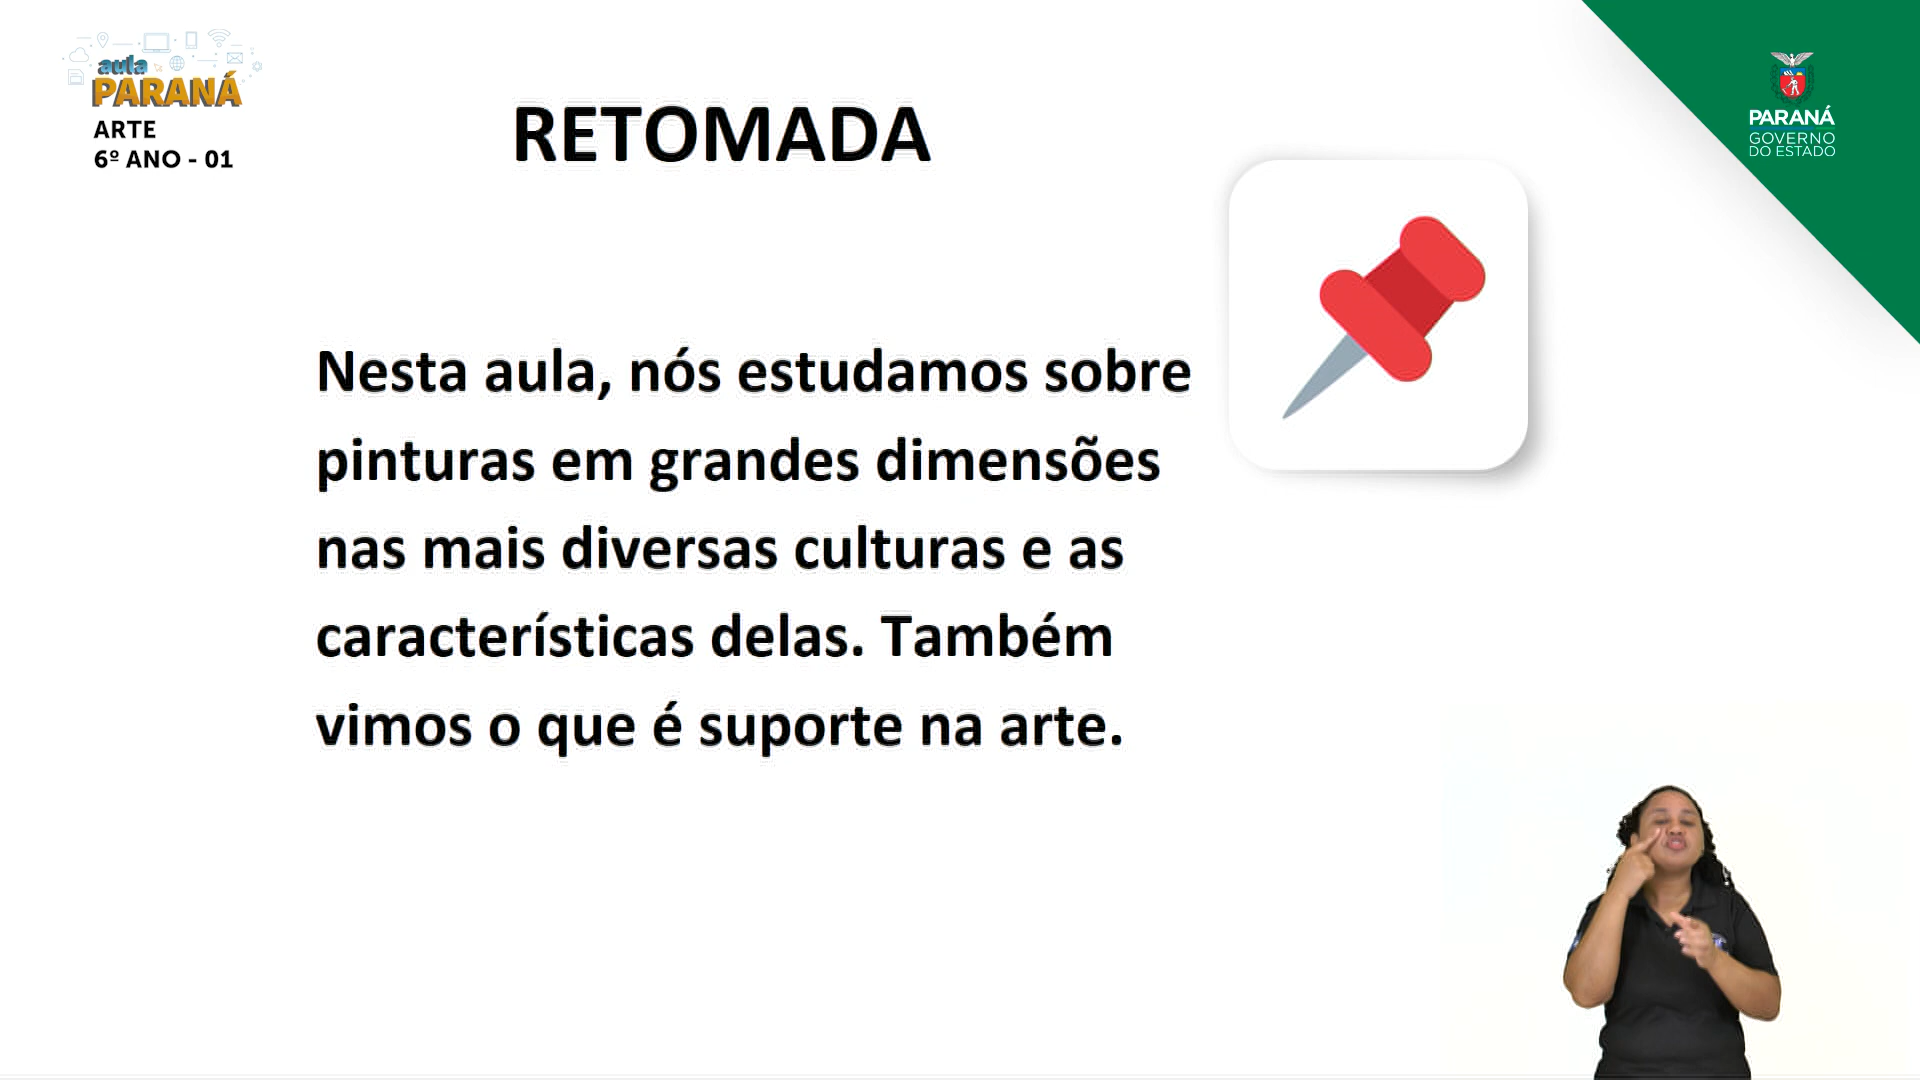 aula
PARANÁ
ARTE
6º ANO - 01
RETOMADA
PARANÁ
GOVERNO
DO ESTADO
Nesta aula, nós estudamos sobre
pinturas em grandes dimensões
nas mais diversas culturas e as
características delas. Também
vimos o que é suporte na arte.